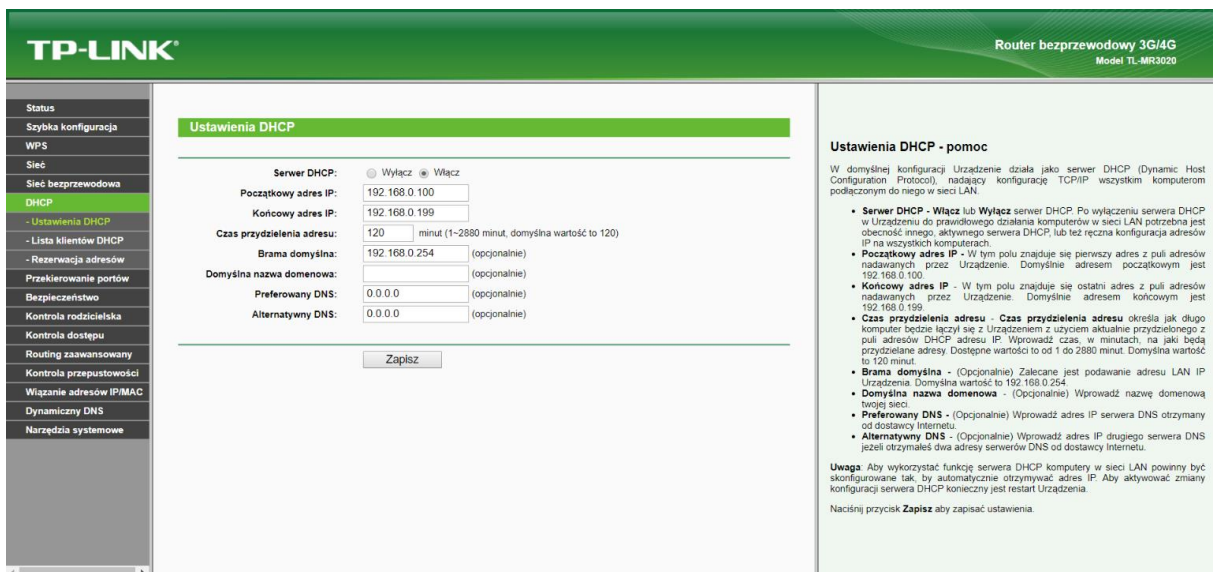 TP-LINK®
Router bezprzewodowy 3G/4G
Model TL-MR3020
Status
Szybka konfiguracja
WPS
Sieć
Sieć bezprzewodowa
DHCP
- Ustawienia DHCP
- Lista klientów DHCP
- Rezerwacja adresów
Przekierowanie portów
Bezpieczeństwo
Kontrola rodzicielska
Kontrola dostępu
Routing zaawansowany
Kontrola przepustowości
Wiązanie adresów IP/MAC
Dynamiczny DNS
Narzędzia systemowe
Ustawienia DHCP
Serwer DHCP: Wyłącz Włącz
Początkowy adres IP: 192.168.0.100
Końcowy adres IP: 192.168.0.199
Czas przydzielenia adresu: 120 minut (1~2880 minut, domyślna wartość to 120)
Brama domyślna: 192.168.0.254 (opcjonalnie)
Domyślna nazwa domenowa: (opcjonalnie)
Preferowany DNS: 0.0.0.0 (opcjonalnie)
Alternatywny DNS: 0.0.0.0 (opcjonalnie)
Zapisz
Ustawienia DHCP - pomoc
W domyślnej konfiguracji Urządzenie działa jako serwer DHCP (Dynamic Host
Configuration Protocol), nadający konfigurację TCP/IP wszystkim komputerom
podłączonym do niego w sieci LAN.
• Serwer DHCP - Włącz lub Wyłącz serwer DHCP. Po wyłączeniu serwera DHCP
w Urządzeniu do prawidłowego działania komputerów w sieci LAN potrzebna jest
obecność innego, aktywnego serwera DHCP, lub też ręczna konfiguracja adresów
IP na wszystkich komputerach.
• Początkowy adres IP - W tym polu znajduje się pierwszy adres z puli adresów
nadawanych przez Urządzenie. Domyślnie adresem początkowym jest
192.168.0.100.
• Końcowy adres IP - W tym polu znajduje się ostatni adres z puli adresów
nadawanych przez Urządzenie. Domyślnie adresem końcowym jest
192.168.0.199.
• Czas przydzielenia adresu - Czas przydzielenia adresu określa jak długo
komputer będzie łączył się z Urządzeniem z użyciem aktualnie przydzielonego z
puli adresów DHCP adresu IP. Wprowadź czas, w minutach, na jaki będą
przydzielane adresy. Dostępne wartości to od 1 do 2880 minut. Domyślna wartość
to 120 minut.
• Brama domyślna - (Opcjonalnie) Zalecane jest podawanie adresu LAN IP
Urządzenia. Domyślna wartość to 192.168.0.254.
• Domyślna nazwa domenowa - (Opcjonalnie) Wprowadź nazwę domenową
twojej sieci.
• Preferowany DNS - (Opcjonalnie) Wprowadź adres IP serwera DNS otrzymany
od dostawcy Internetu.
• Alternatywny DNS - (Opcjonalnie) Wprowadź adres IP drugiego serwera DNS
jeżeli otrzymałeś dwa adresy serwerów DNS od dostawcy Internetu.
Uwaga: Aby wykorzystać funkcję serwera DHCP komputery w sieci LAN powinny być
skonfigurowane tak, by automatycznie otrzymywać adres IP. Aby aktywować zmiany
konfiguracji serwera DHCP konieczny jest restart Urządzenia.
Naciśnij przycisk Zapisz aby zapisać ustawienia.